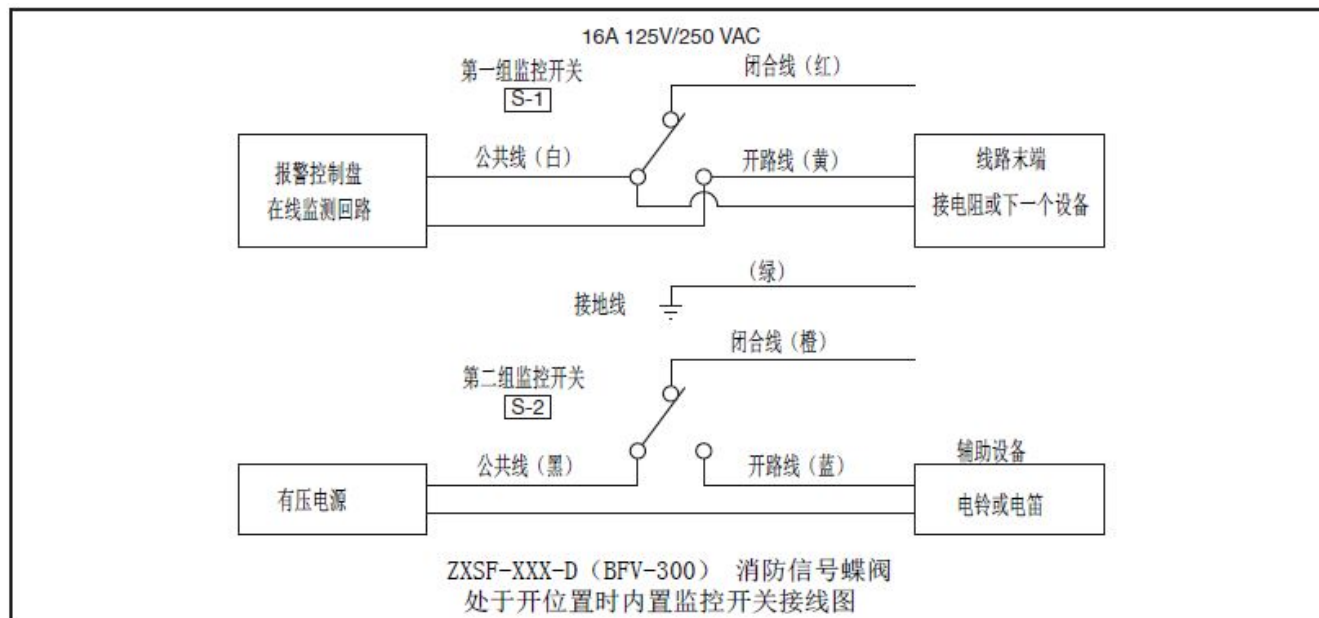 16A 125V/250 VAC
闭合线（红）
第一组监控开关
S-1
公共线（白）
开路线（黄）
报警控制盘
在线监测回路
线路末端
接电阻或下一个设备
（绿）
接地线
闭合线（橙）
第二组监控开关
S-2
公共线（黑）
开路线（蓝）
辅助设备
有压电源
电铃或电笛
ZXSF-XXX-D（BFV-300） 消防信号蝶阀
处于开位置时内置监控开关接线图